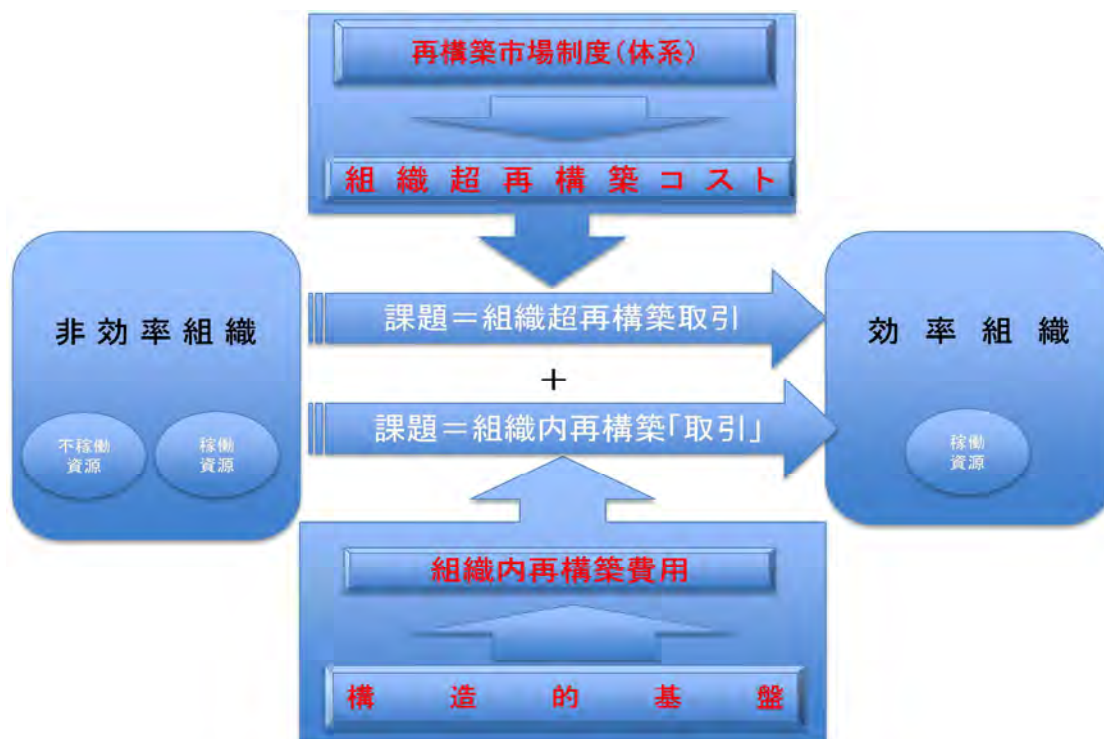 再構築市場制度(体系)
組織超再構築コスト
非効率組織
不稼働
資源
稼働
資源
課題＝組織超再構築取引
＋
課題＝組織内再構築「取引」
効率組織
稼働
資源
組織内再構築費用
構造的基盤